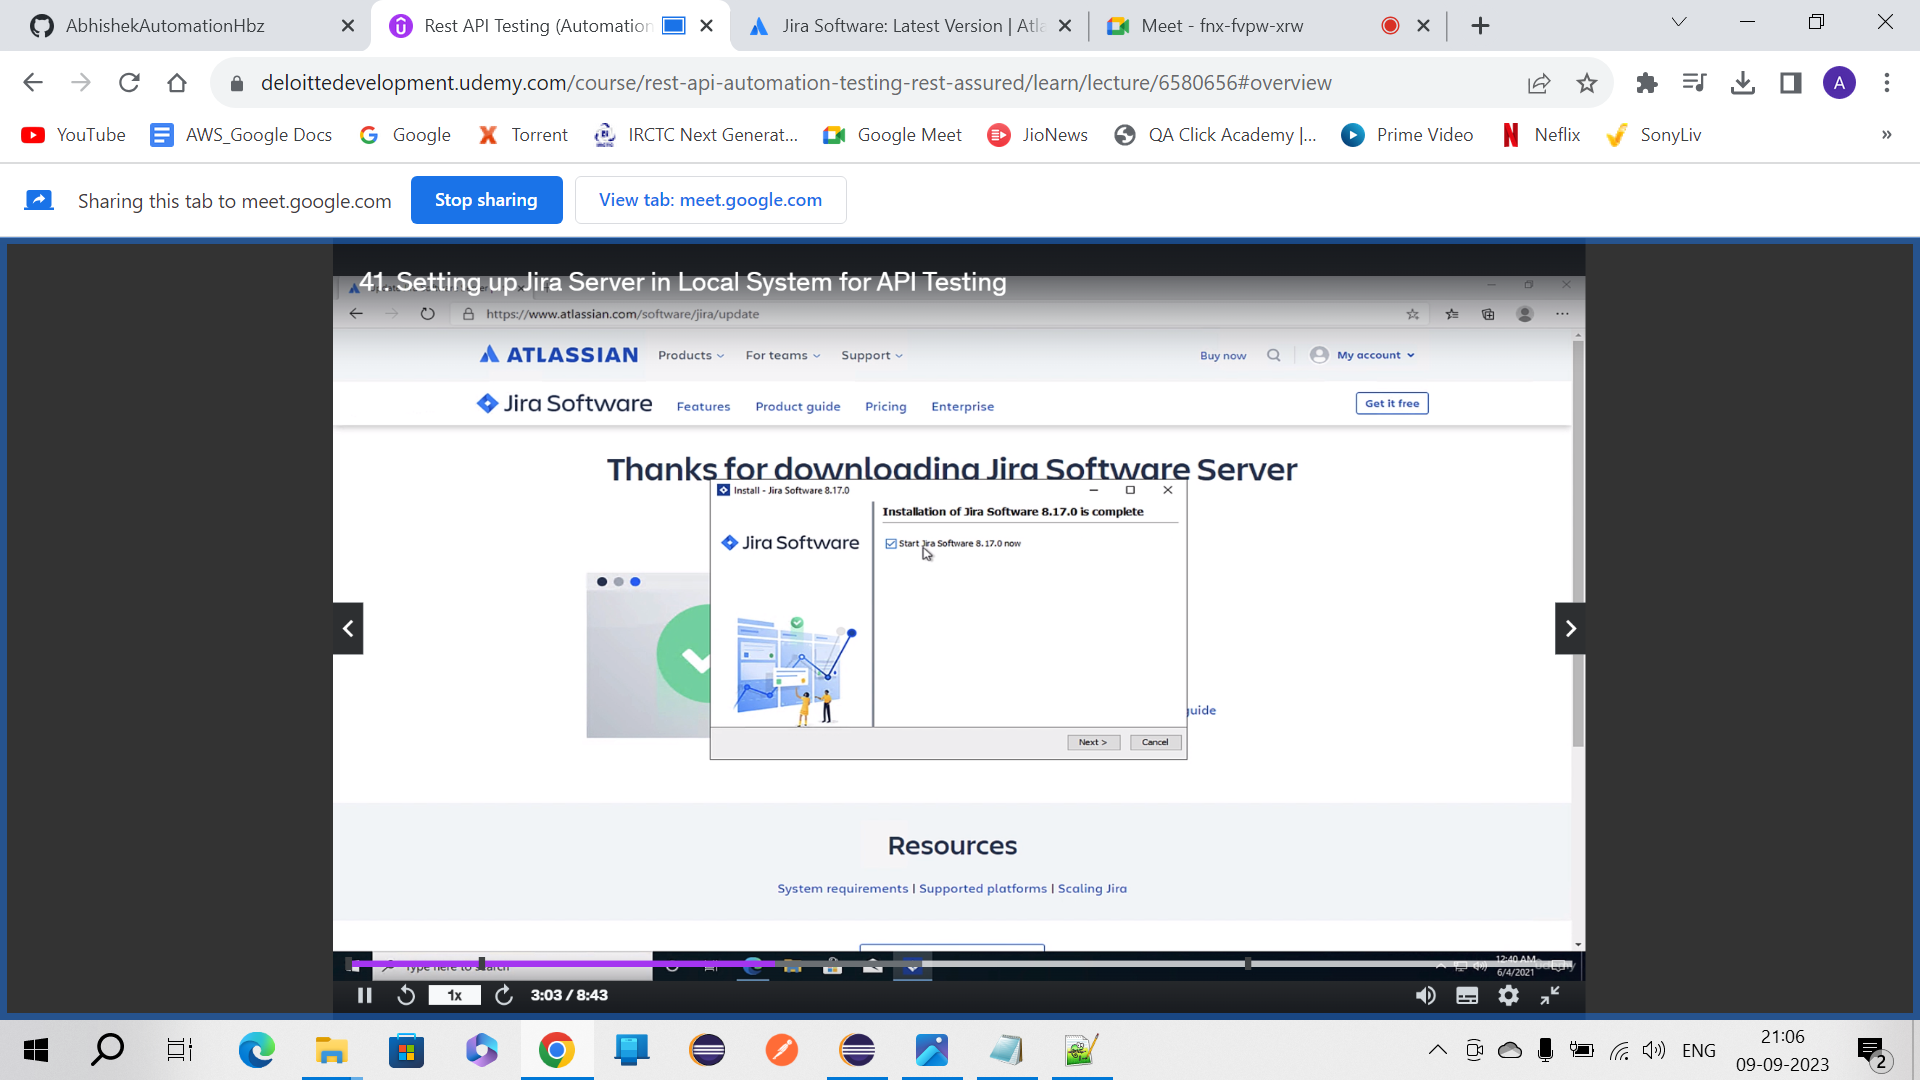 AbhishekAutomationHbz
Rest API Testing (Automation
Jira Software: Latest Version | Atla
Meet - fnx-fvpw-xrw
deloittedevelopment.udemy.com/course/rest-api-automation-testing-rest-assured/learn/lecture/6580656#overview
A
YouTube
AWS_Google Docs
Google
Torrent
IRCTC Next Generat...
Google Meet
JioNews
QA Click Academy |...
Prime Video
Neflix
SonyLiv
»
Sharing this tab to meet.google.com
Stop sharing
View tab: meet.google.com
41. Setting up Jira Server in Local System for API Testing
https://www.atlassian.com/software/jira/update
ATLASSIAN
Products
For teams
Support
Buy now
My account
Jira Software
Features
Product guide
Pricing
Enterprise
Get it free
Thanks for downloading Jira Software Server
Install - Jira Software 8.17.0
Installation of Jira Software 8.17.0 is complete
Jira Software
Start Jira Software 8.17.0 now
guide
Next >
Cancel
Resources
System requirements | Supported platforms | Scaling Jira
Type here to search
12:40 AM
6/4/2021
1x
3:03 / 8:43
ENG
21:06
09-09-2023
2